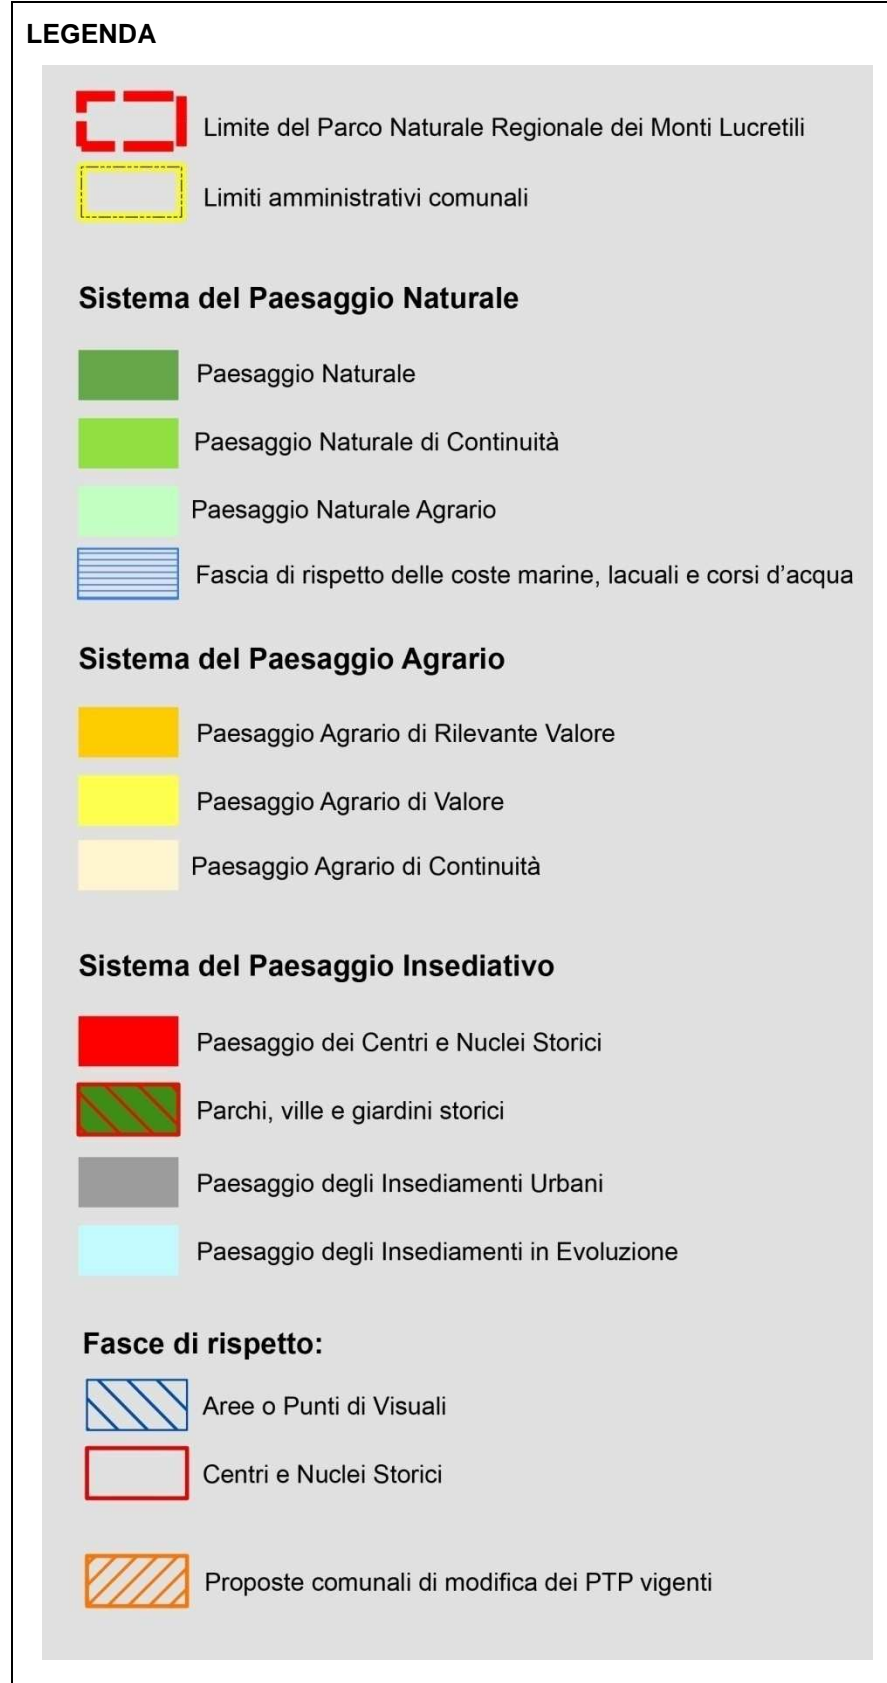 LEGENDA
Limite del Parco Naturale Regionale dei Monti Lucretili
Limiti amministrativi comunali
Sistema del Paesaggio Naturale
Paesaggio Naturale
Paesaggio Naturale di Continuità
Paesaggio Naturale Agrario
Fascia di rispetto delle coste marine, lacuali e corsi d'acqua
Sistema del Paesaggio Agrario
Paesaggio Agrario di Rilevante Valore
Paesaggio Agrario di Valore
Paesaggio Agrario di Continuità
Sistema del Paesaggio Insediativo
Paesaggio dei Centri e Nuclei Storici
Parchi, ville e giardini storici
Paesaggio degli Insediamenti Urbani
Paesaggio degli Insediamenti in Evoluzione
Fasce di rispetto:
Aree o Punti di Visuali
Centri e Nuclei Storici
Proposte comunali di modifica dei PTP vigenti